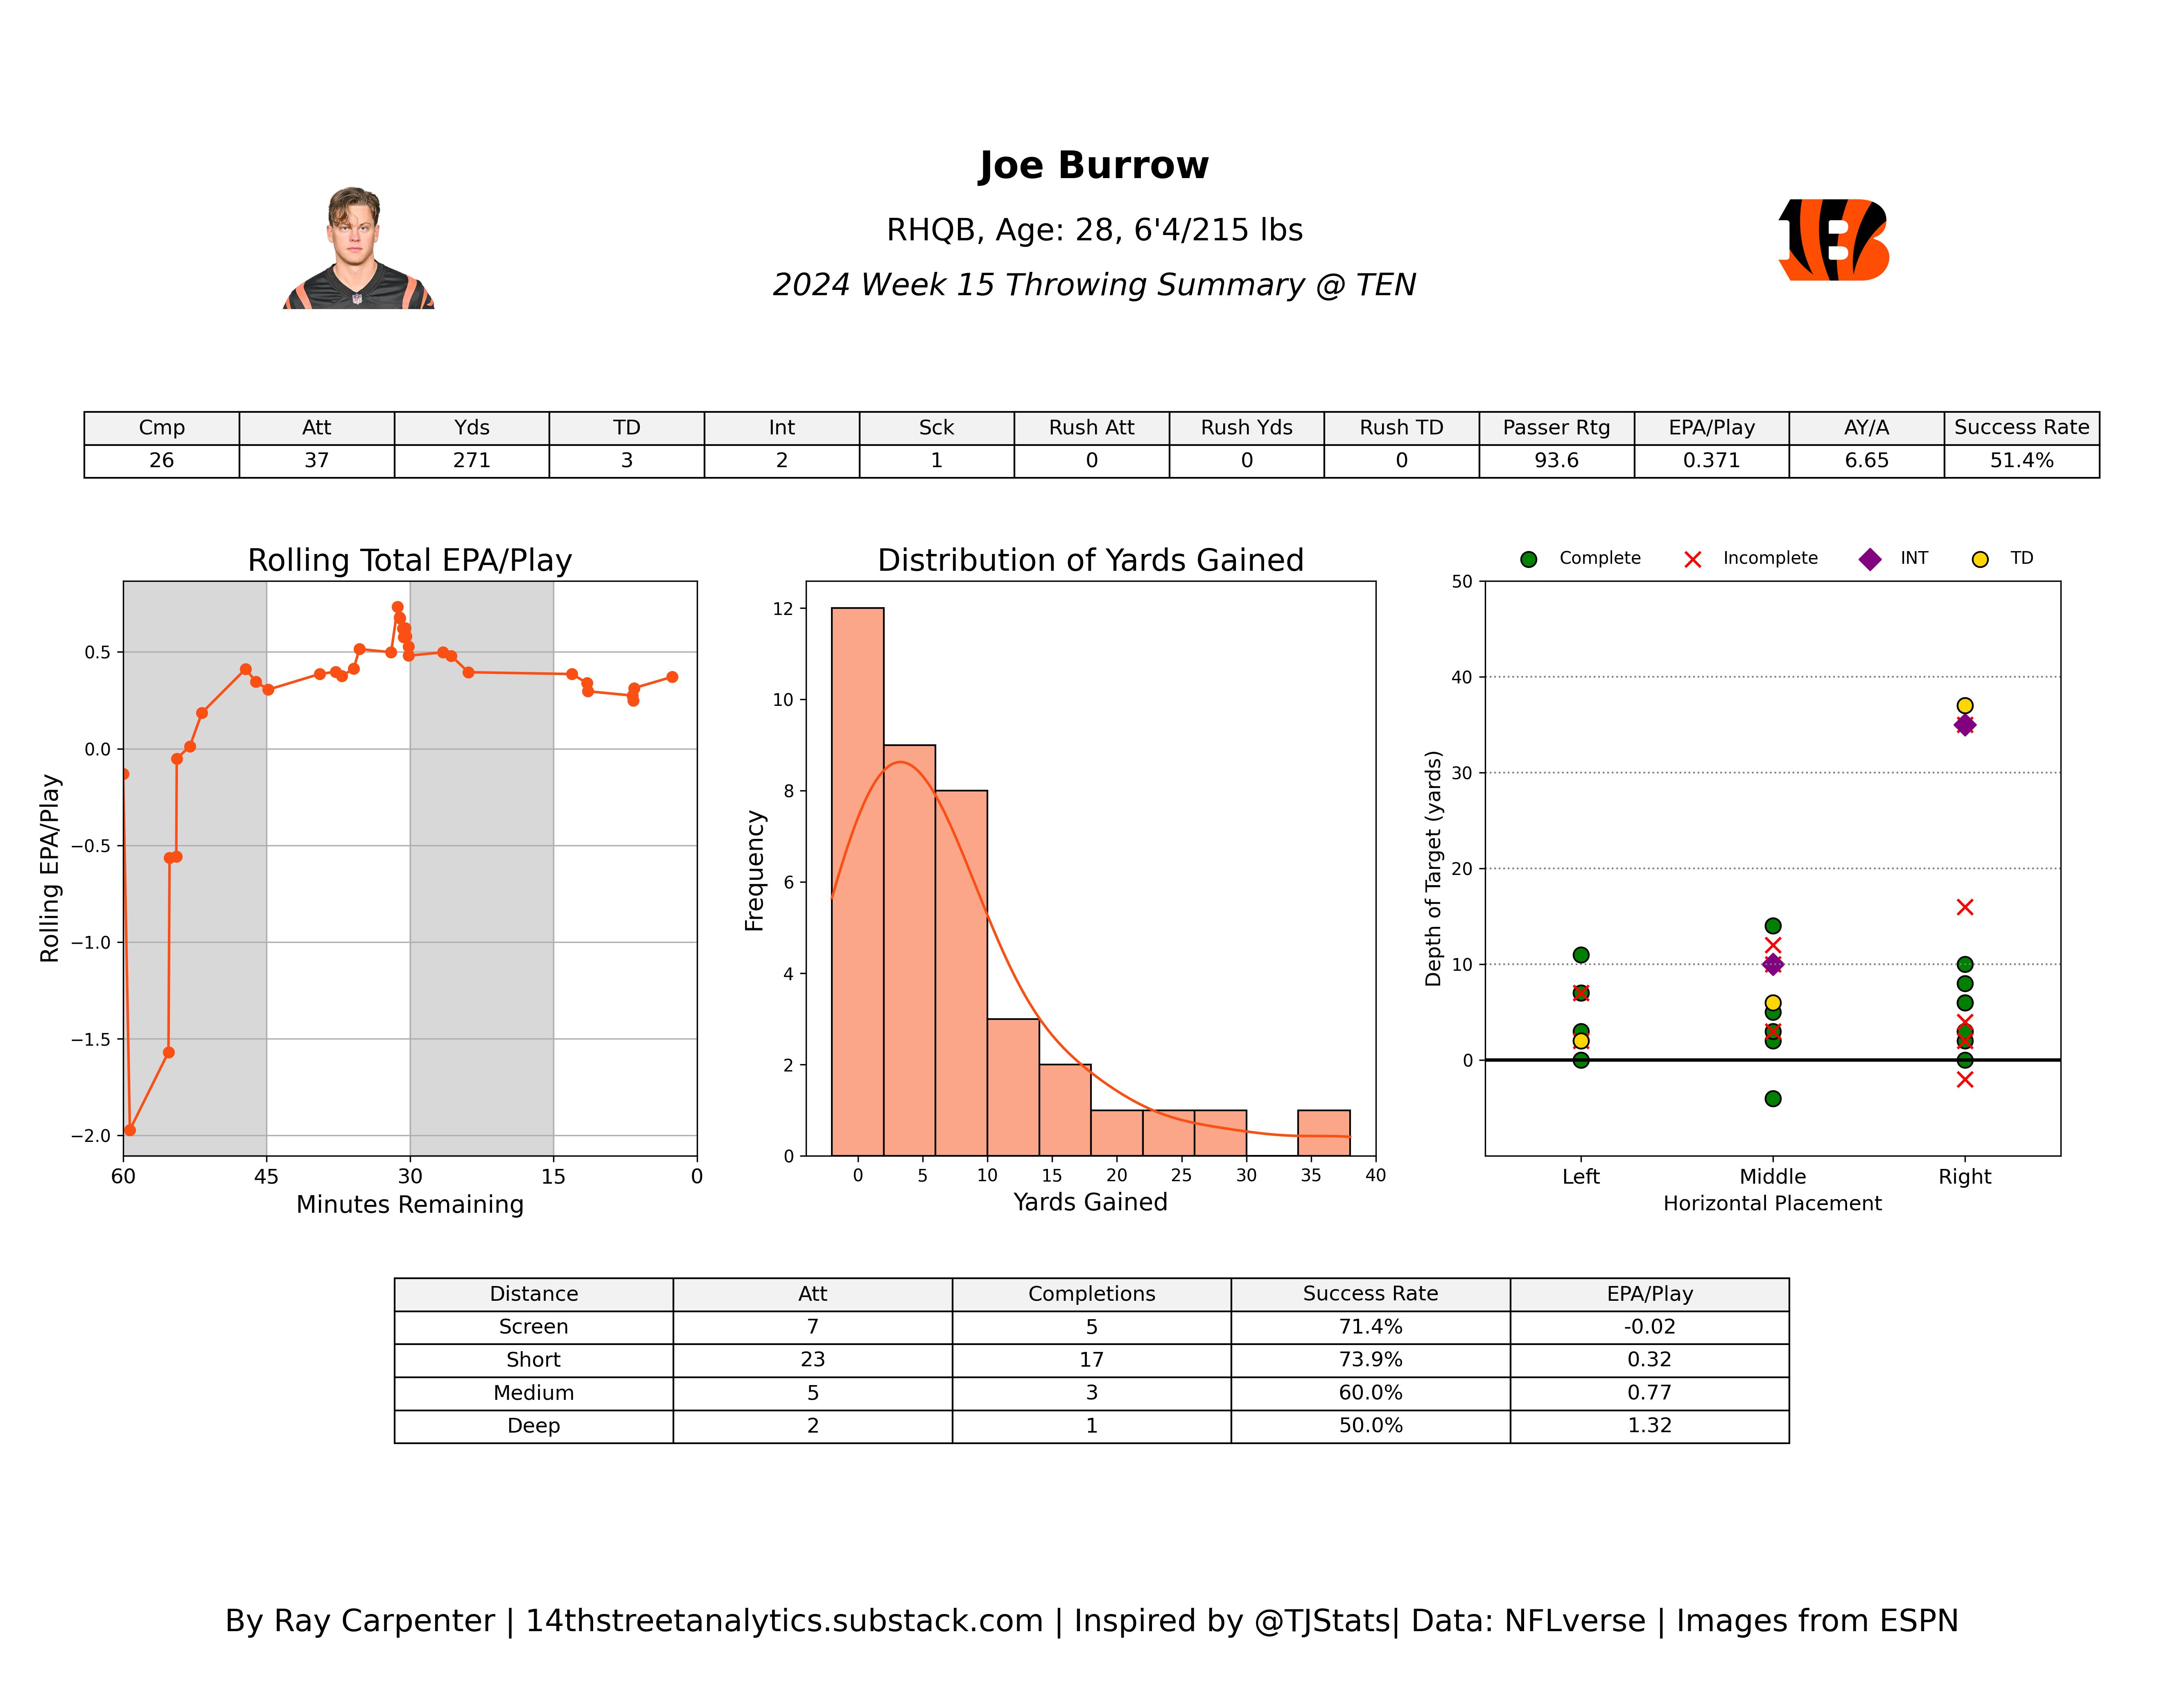 Joe Burrow
RHQB, Age: 28, 6'4/215 lbs
2024 Week 15 Throwing Summary @ TEN
Cmp Att Yds TD Int Sck Rush Att Rush Yds Rush TD Passer Rtg EPA/Play AY/A Success Rate
26 37 271 3 2 1 0 0 0 93.6 0.371 6.65 51.4%
Rolling Total EPA/Play
0.5
0.0
−0.5
−1.0
−1.5
−2.0
Rolling EPA/Play
60 45 30 15 0
Minutes Remaining
Distribution of Yards Gained
12
10
8
6
4
2
0
Frequency
0 5 10 15 20 25 30 35 40
Yards Gained
Complete Incomplete INT TD
50
40
30
20
10
0
Depth of Target (yards)
Left Middle Right
Horizontal Placement
Distance Att Completions Success Rate EPA/Play
Screen 7 5 71.4% -0.02
Short 23 17 73.9% 0.32
Medium 5 3 60.0% 0.77
Deep 2 1 50.0% 1.32
By Ray Carpenter | 14thstreetanalytics.substack.com | Inspired by @TJStats| Data: NFLverse | Images from ESPN